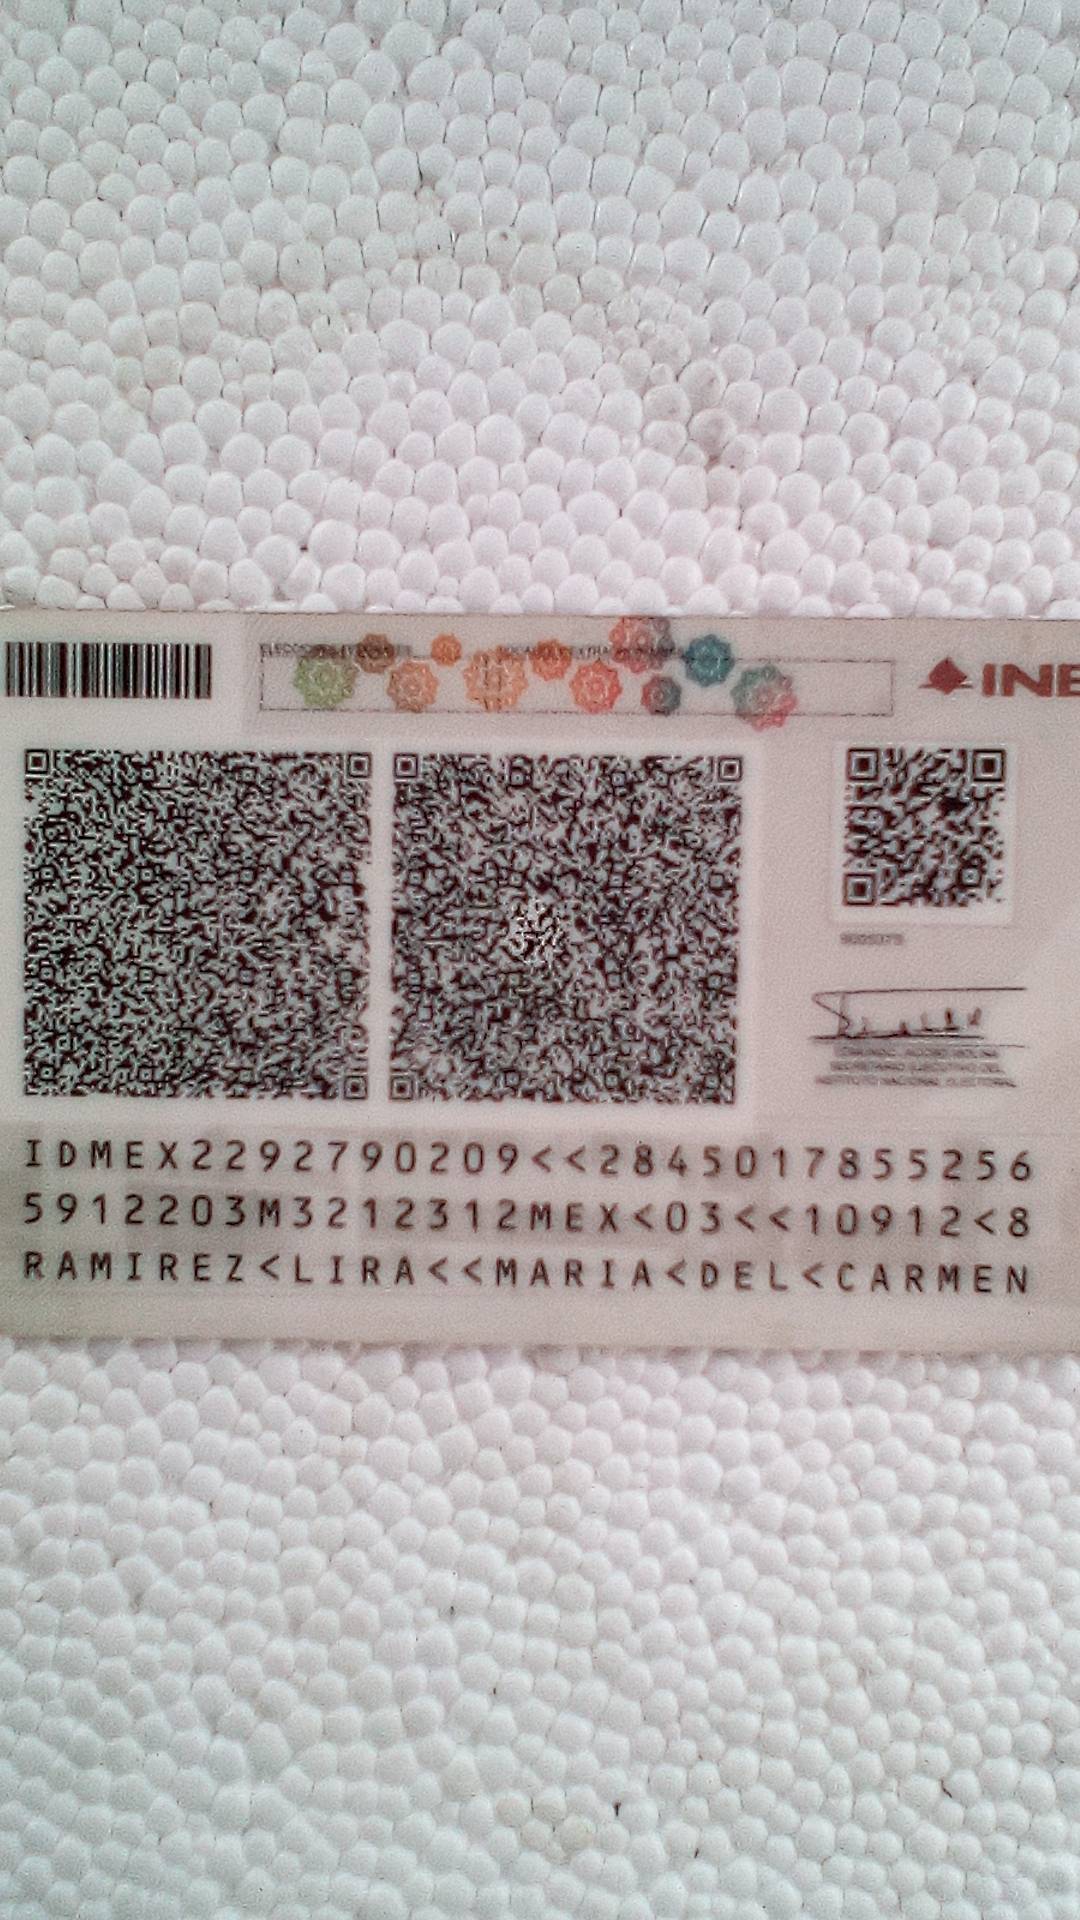 INE
IDMEX2292790209<<2845017855256
5912203M3212312MEX<03<<10912<8
RAMIREZ<LIRA<<MARIA<DEL<CARMEN